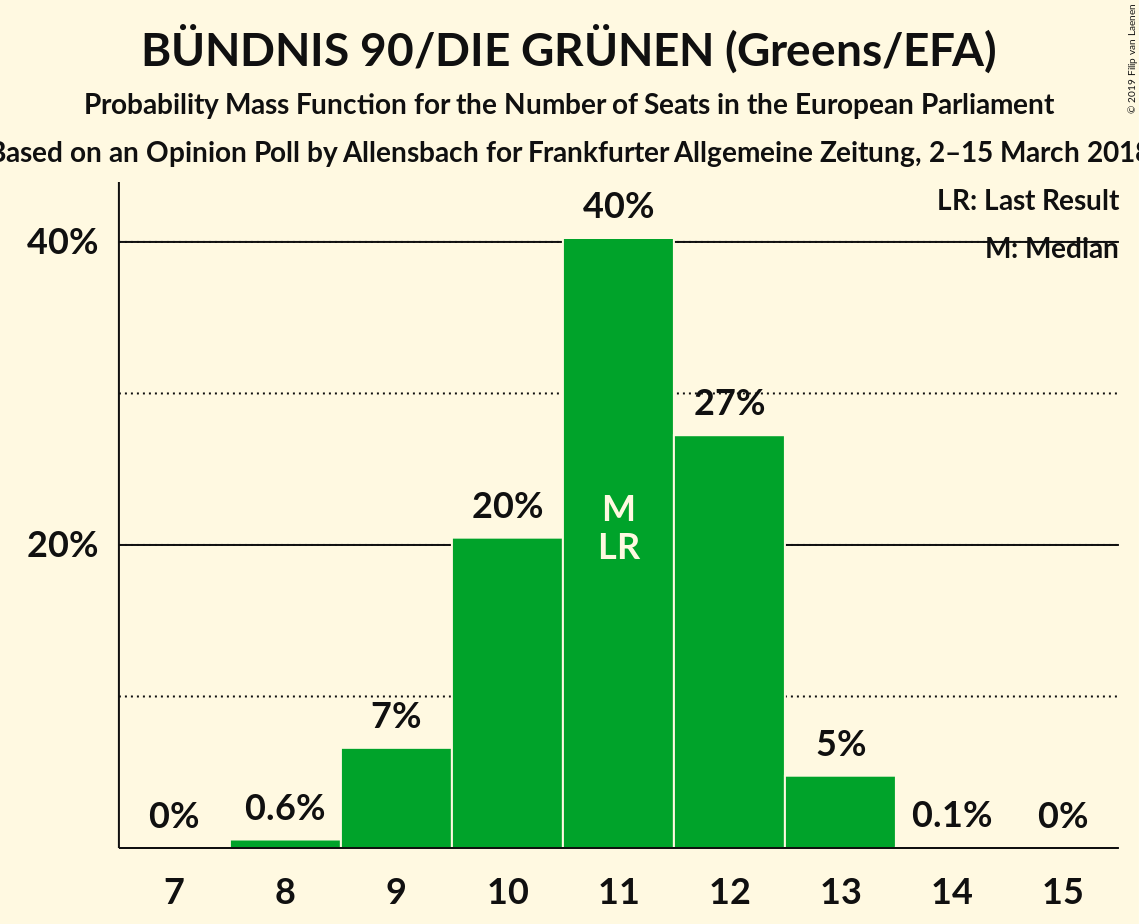 BÜNDNIS 90/DIE GRÜNEN (Greens/EFA)
Probability Mass Function for the Number of Seats in the European Parliament
Based on an Opinion Poll by Allensbach for Frankfurter Allgemeine Zeitung, 2–15 March 2018
© 2019 Filip van Laenen
LR: Last Result
M: Median
40%
20%
0%
0.6%
7%
20%
40%
27%
5%
0.1%
0%
M
LR
7 8 9 10 11 12 13 14 15